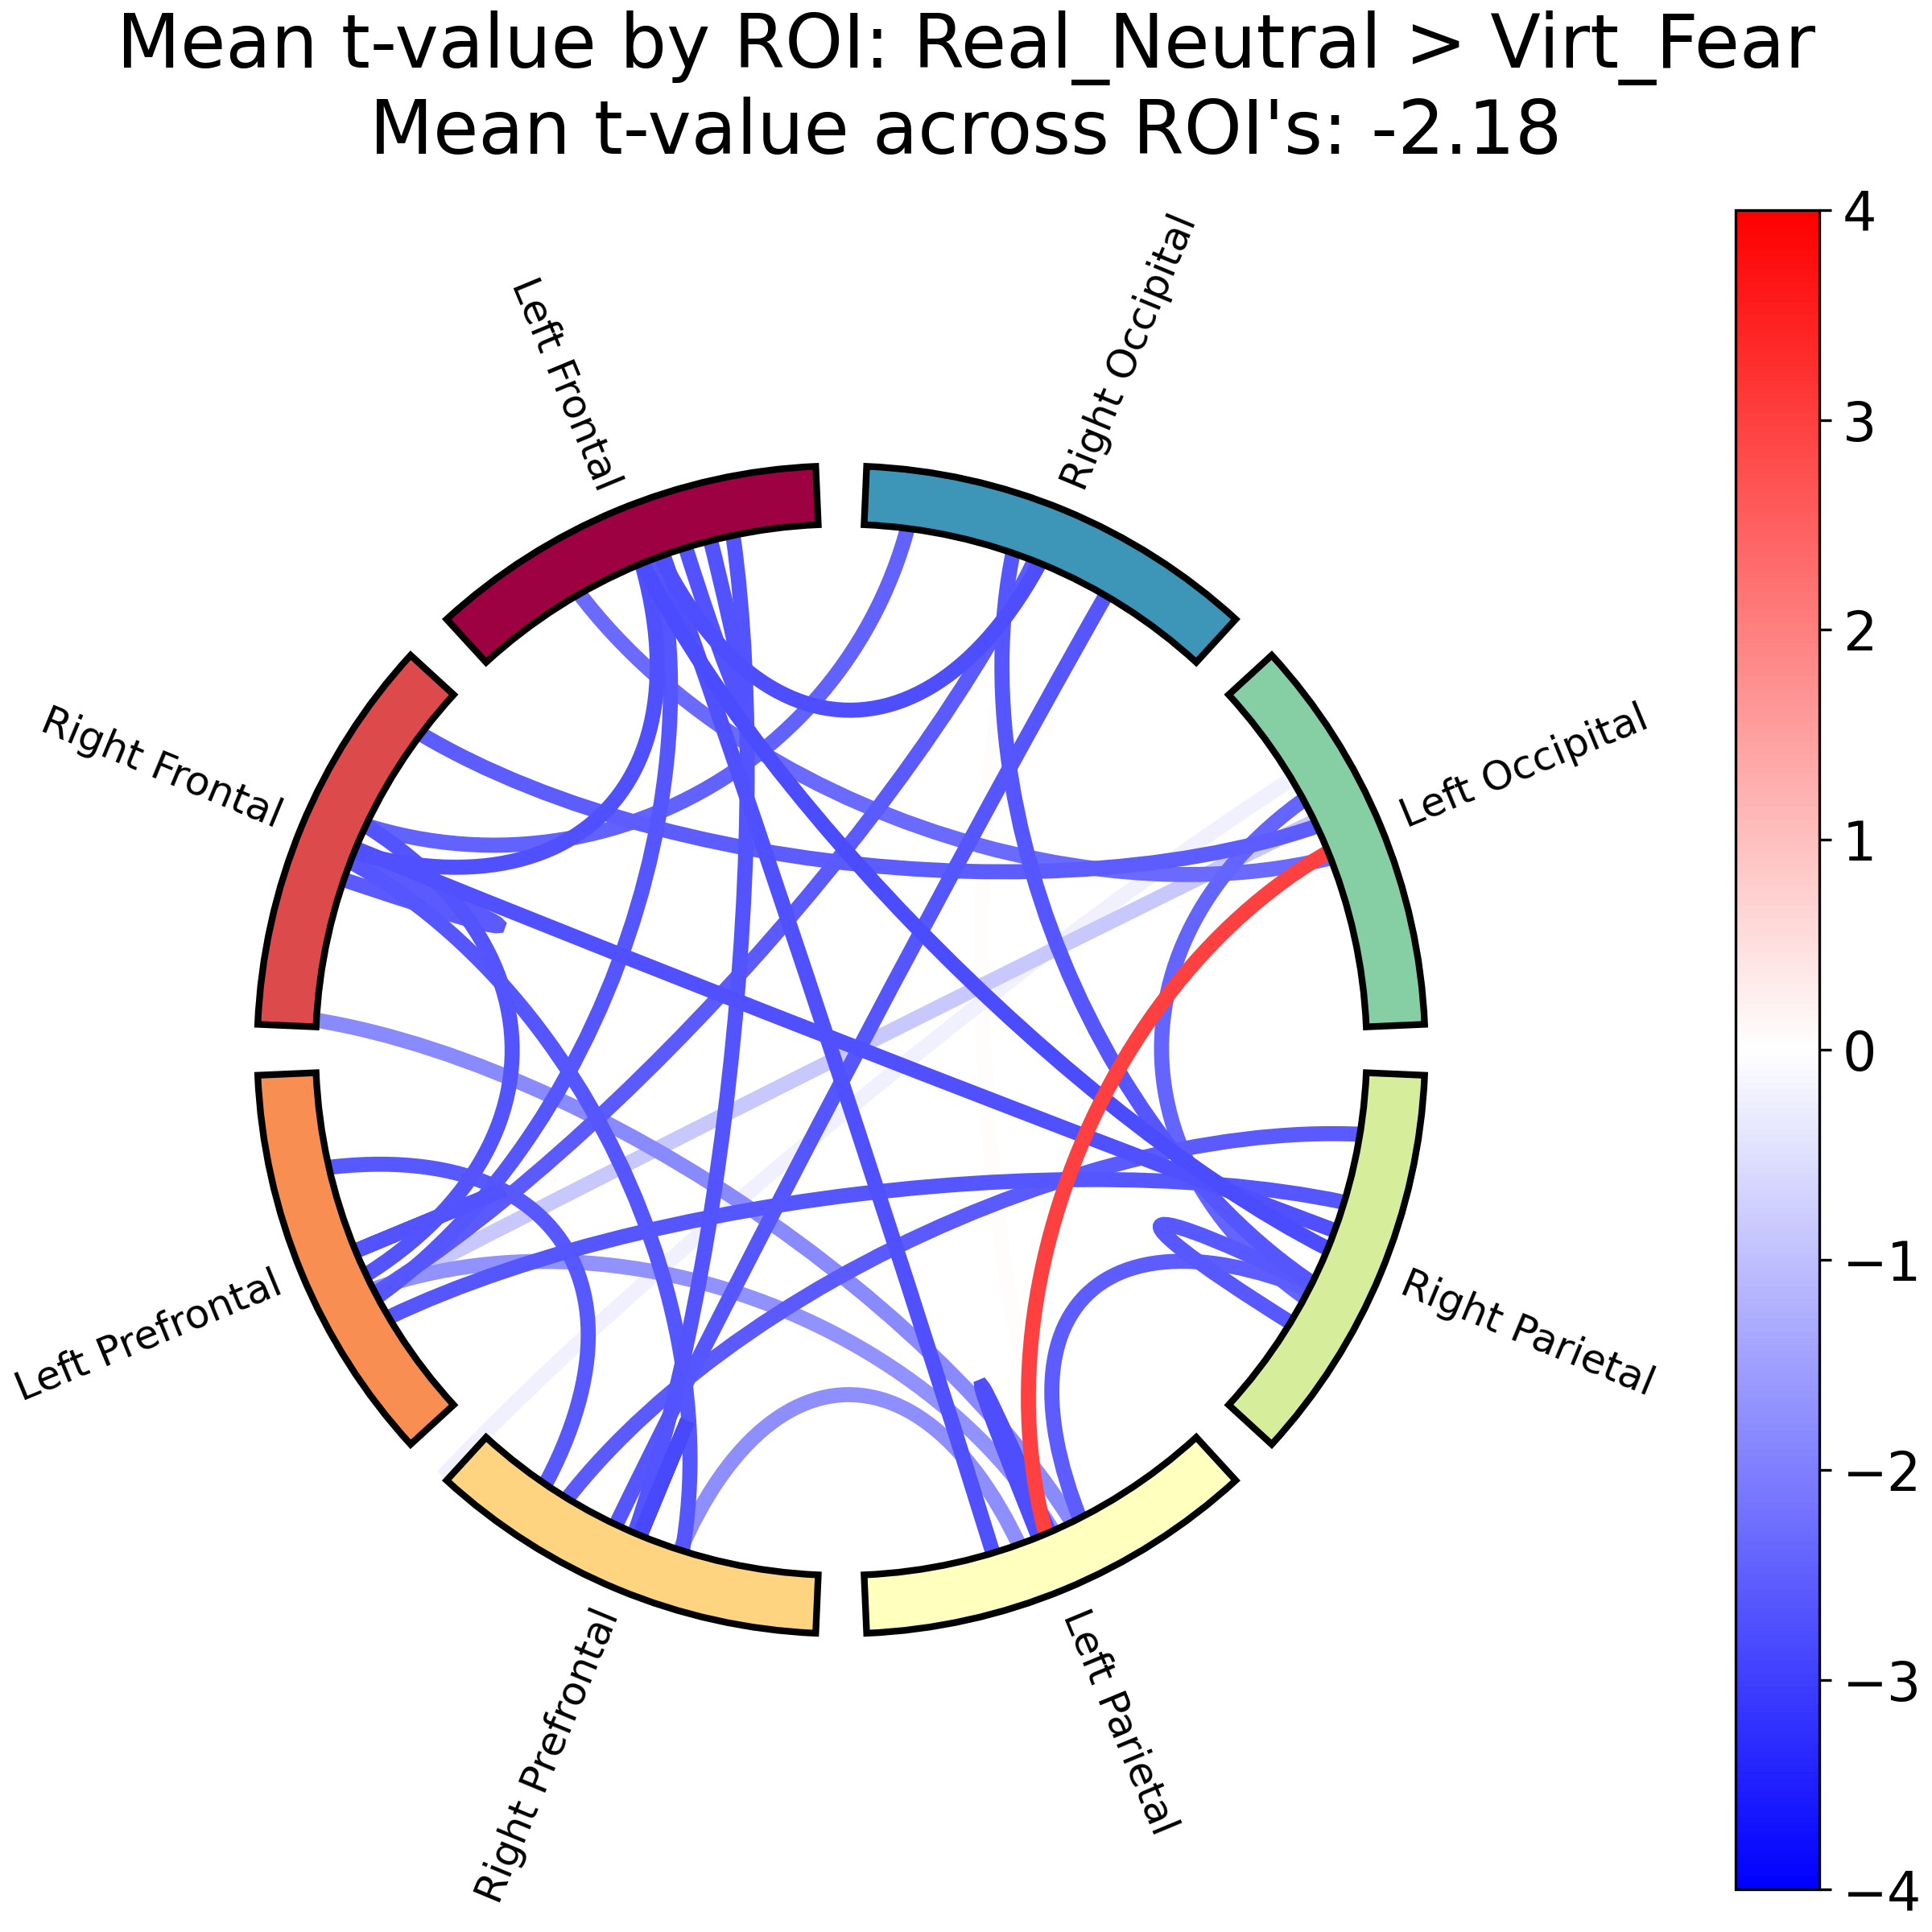 Mean t-value by ROI: Real_Neutral > Virt_Fear
Mean t-value across ROI's: -2.18
Left Frontal
Right Occipital
Right Frontal
Left Occipital
Left Prefrontal
Right Parietal
Right Prefrontal
Left Parietal
4
3
2
1
0
−1
−2
−3
−4